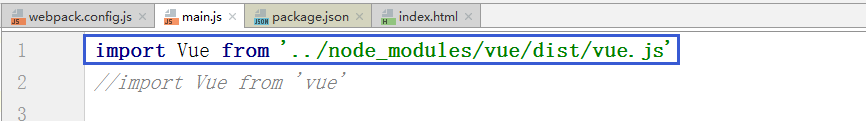 webpack.config.js main.js package.json index.html
1 import Vue from '../node_modules/vue/dist/vue.js'
2 //import Vue from 'vue'
3